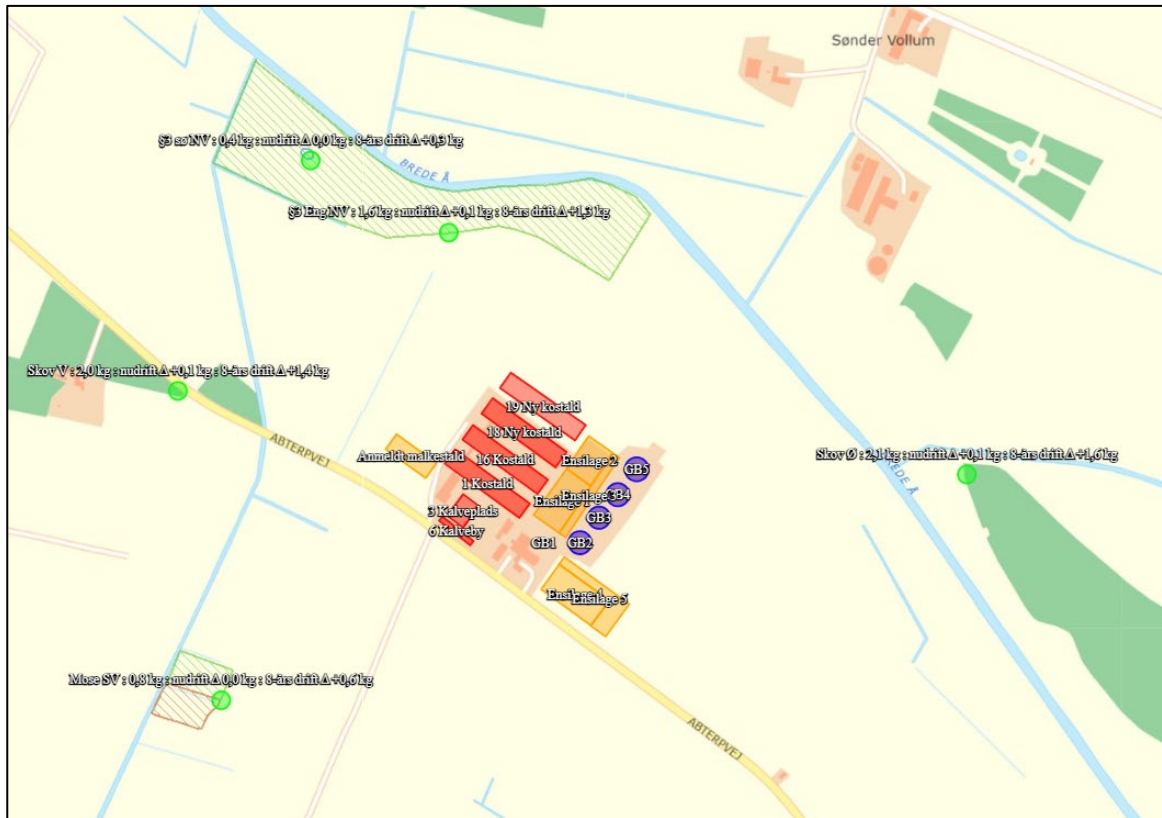 Sønder Vollum
§3 sø NV : 0,4 kg : nudrift Δ 0,0 kg : 8-års drift Δ +0,3 kg
BREDE Å
§3 Eng NV : 1,6 kg : nudrift Δ +0,1 kg : 8-års drift Δ +1,3 kg
Skov V : 2,0 kg : nudrift Δ +0,1 kg : 8-års drift Δ +1,4 kg
19 Ny kostald
18 Ny kostald
ABTERPVEJ
Anmeldt malkestald
16 Kostald
Ensilage 2
GB5
Skov Ø : 2,1 kg : nudrift Δ +0,1 kg : 8-års drift Δ +1,6 kg
1 Kostald
Ensilage 1
Ensilage 3
GB4
BREDE Å
3 Kalveplads
GB3
6 Kalveby
GB1
GB2
Ensilage 4
Ensilage 5
Mose SV : 0,8 kg : nudrift Δ 0,0 kg : 8-års drift Δ +0,6 kg
ABTERPVEJ